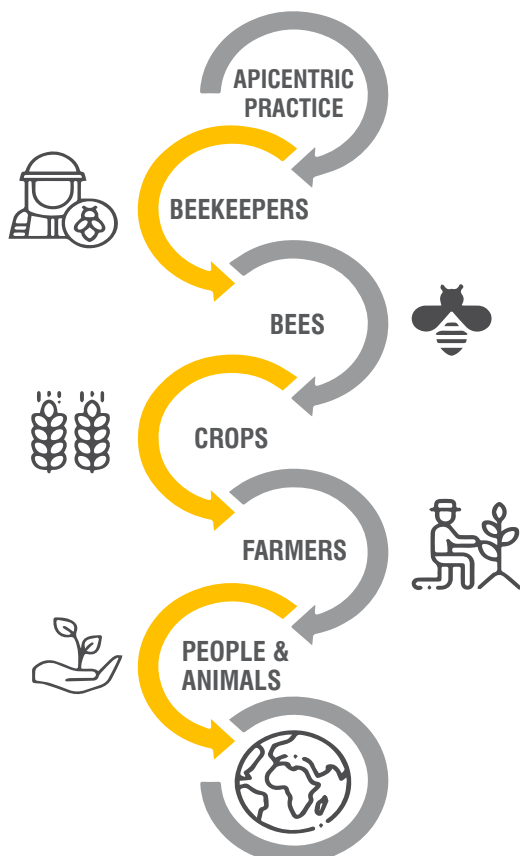 APICENTRIC
PRACTICE
BEEKEEPERS
BEES
CROPS
FARMERS
PEOPLE &
ANIMALS